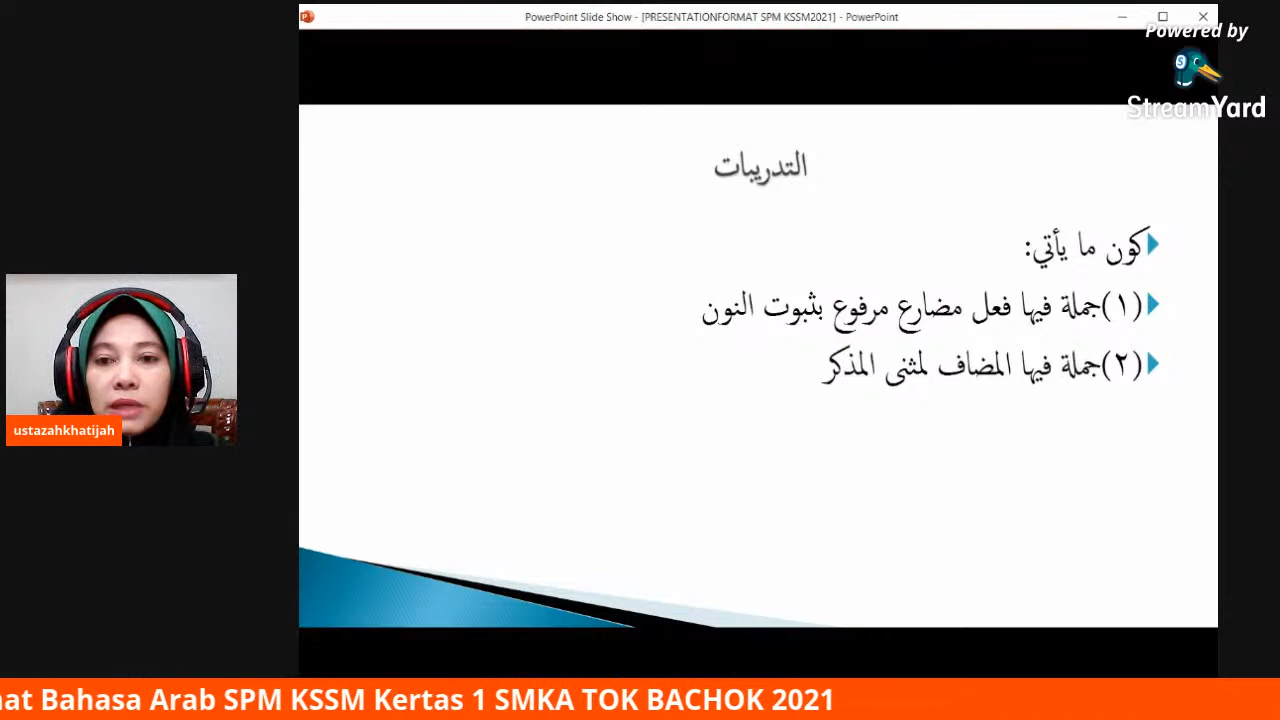 PowerPoint Slide Show - [PRESENTATIONFORMAT SPM KSSM2021] - PowerPoint
Powered by
StreamYard
التدريبات
كون ما يأتي:
(١)جملة فيها فعل مضارع مرفوع بثبوت النون
(٢)جملة فيها المضاف لمثنى المذكر
ustazahkhatijah
at Bahasa Arab SPM KSSM Kertas 1 SMKA TOK BACHOK 2021